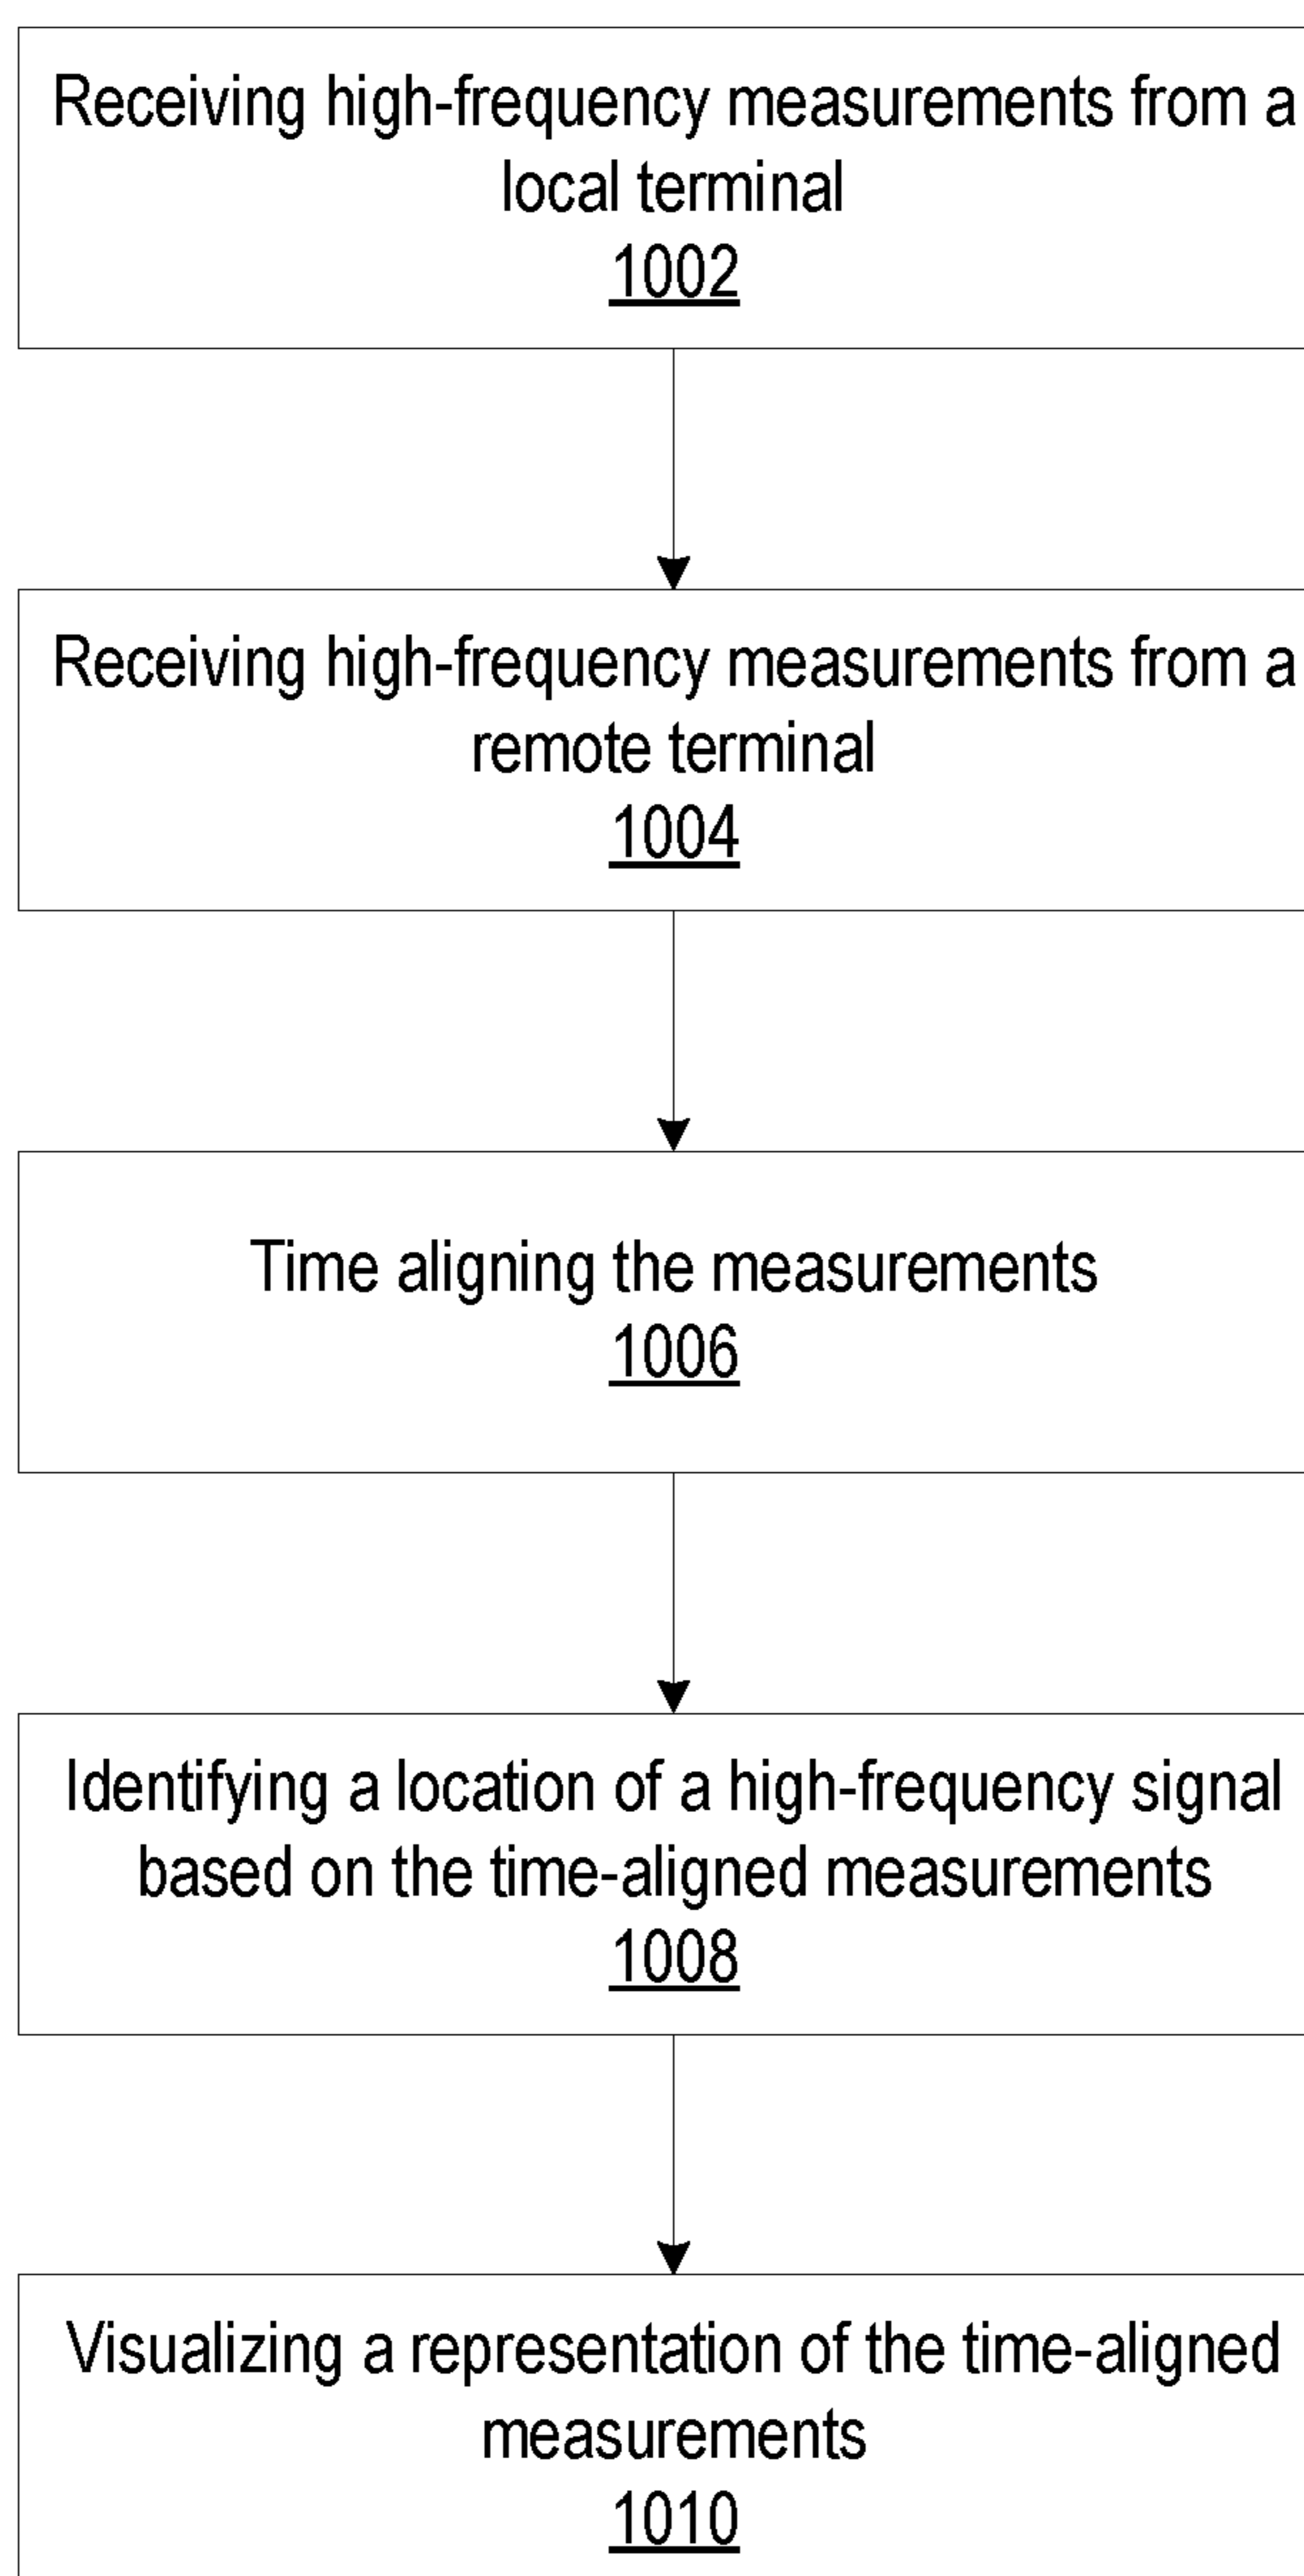 Receiving high-frequency measurements from a
local terminal
1002
Receiving high-frequency measurements from a
remote terminal
1004
Time aligning the measurements
1006
Identifying a location of a high-frequency signal
based on the time-aligned measurements
1008
Visualizing a representation of the time-aligned
measurements
1010